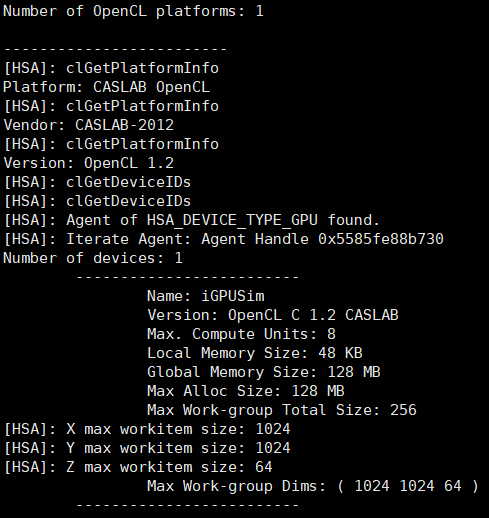 Number of OpenCL platforms: 1
--------------------------
[HSA]: clGetPlatformInfo
Platform: CASLAB OpenCL
[HSA]: clGetPlatformInfo
Vendor: CASLAB-2012
[HSA]: clGetPlatformInfo
Version: OpenCL 1.2
[HSA]: clGetDeviceIDs
[HSA]: clGetDeviceIDs
[HSA]: Agent of HSA_DEVICE_TYPE_GPU found.
[HSA]: Iterate Agent: Agent Handle 0x5585fe88b730
Number of devices: 1
-------------------------
Name: iGPUSim
Version: OpenCL C 1.2 CASLAB
Max. Compute Units: 8
Local Memory Size: 48 KB
Global Memory Size: 128 MB
Max Alloc Size: 128 MB
Max Work-group Total Size: 256
[HSA]: X max workitem size: 1024
[HSA]: Y max workitem size: 1024
[HSA]: Z max workitem size: 64
Max Work-group Dims: ( 1024 1024 64 )
-------------------------